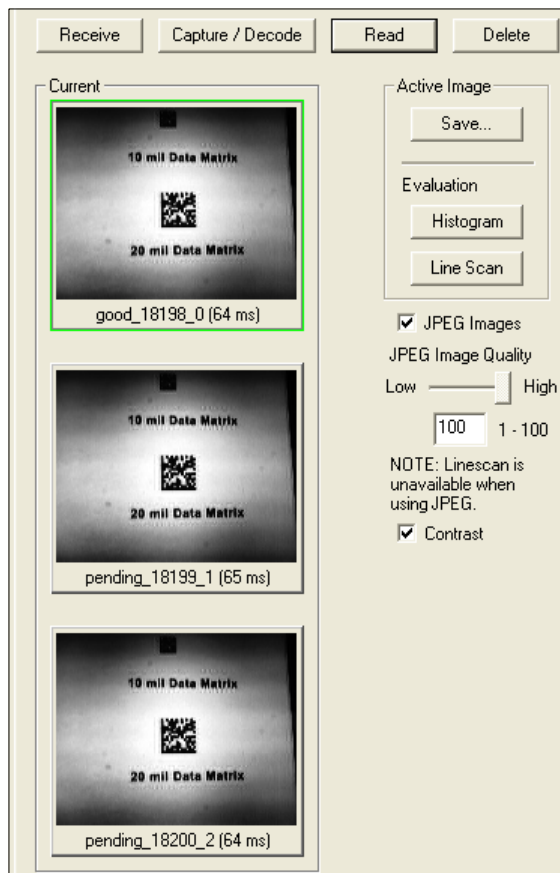 Receive Capture / Decode Read Delete
Current
10 mil Data Matrix
20 mil Data Matrix
good_18198_0 (64 ms)
10 mil Data Matrix
20 mil Data Matrix
pending_18199_1 (65 ms)
10 mil Data Matrix
20 mil Data Matrix
pending_18200_2 (64 ms)
Active Image
Save...
Evaluation
Histogram
Line Scan
JPEG Images
JPEG Image Quality
Low High
100 1 - 100
NOTE: Linescan is
unavailable when
using JPEG.
Contrast